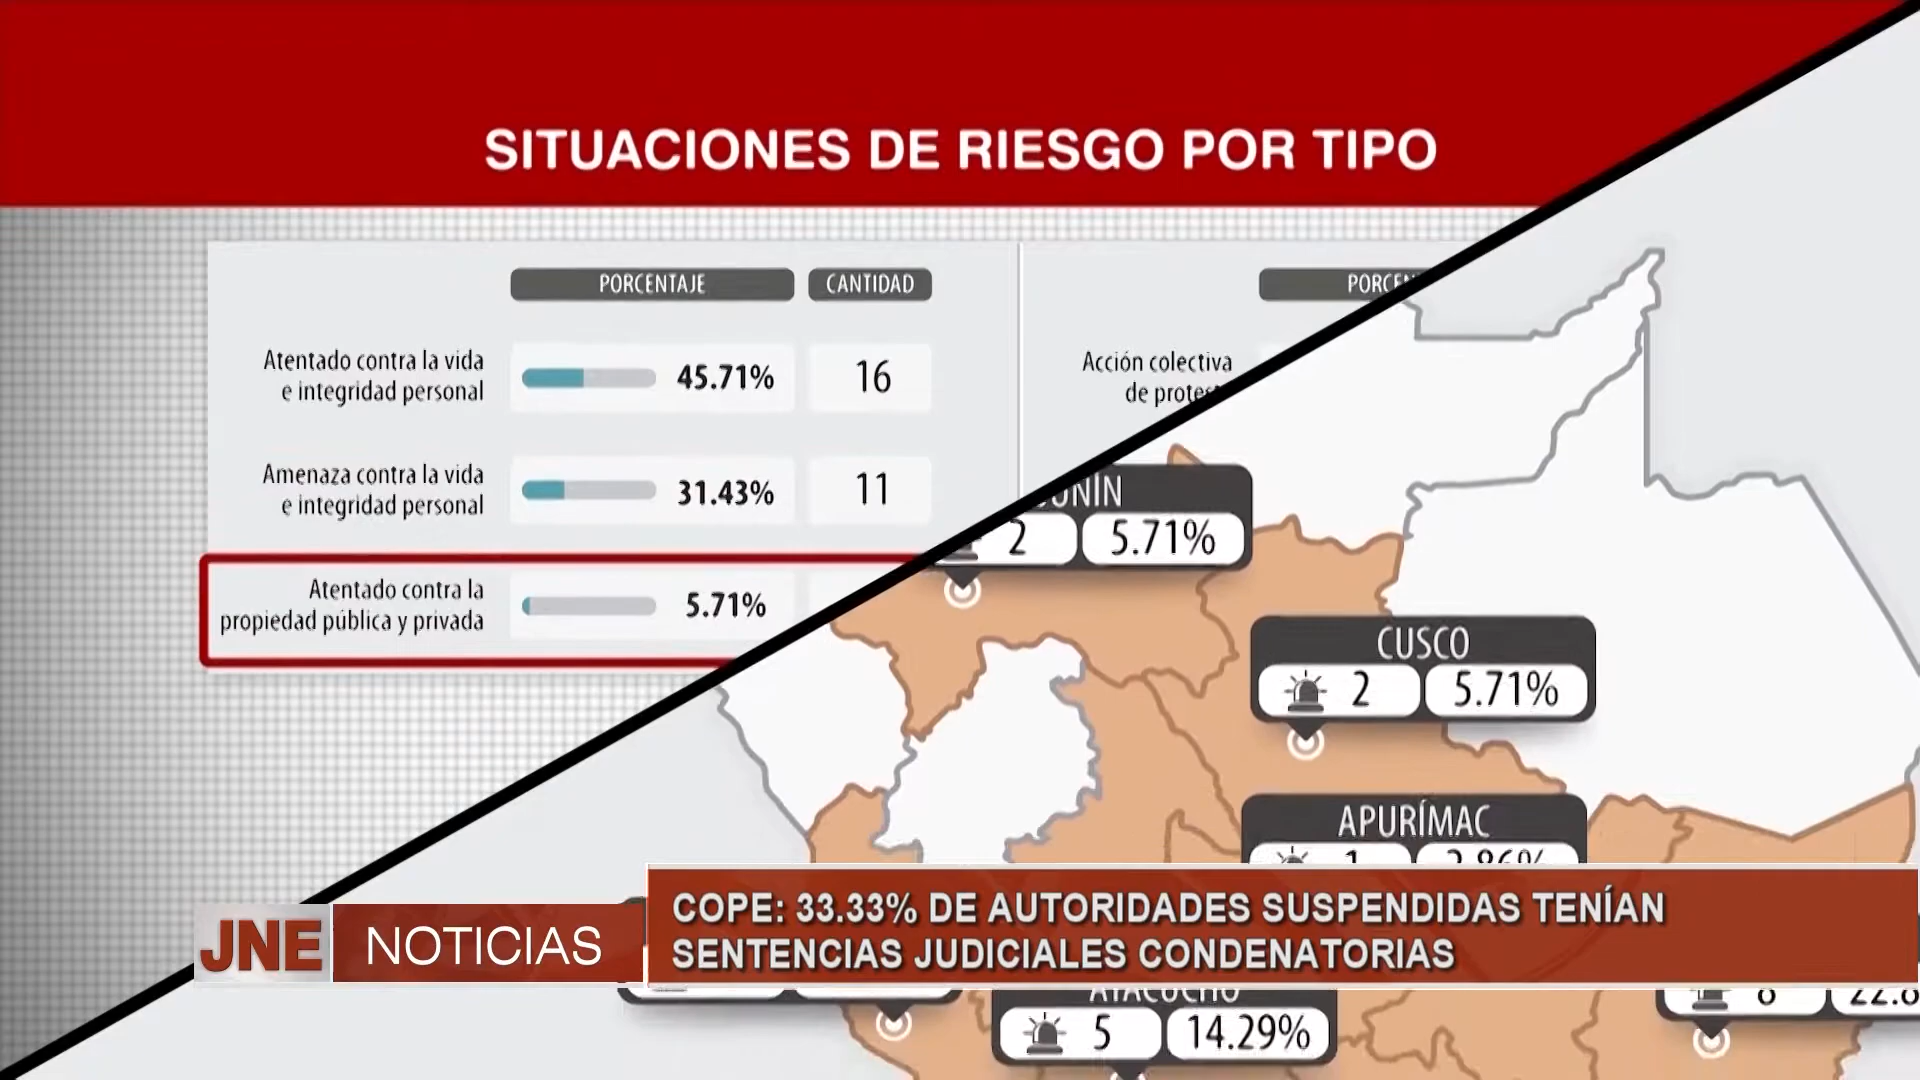 SITUACIONES DE RIESGO POR TIPO
PORCENTAJE
CANTIDAD
Atentado contra la vida
e integridad personal
45.71%
16
Amenaza contra la vida
e integridad personal
31.43%
11
Atentado contra la
propiedad pública y privada
5.71%
Acción colectiva
de
2
5.71%
CUSCO
2
5.71%
APURÍMAC
JNE NOTICIAS
COPE: 33.33% DE AUTORIDADES SUSPENDIDAS TENÍAN
SENTENCIAS JUDICIALES CONDENATORIAS
5
14.29%